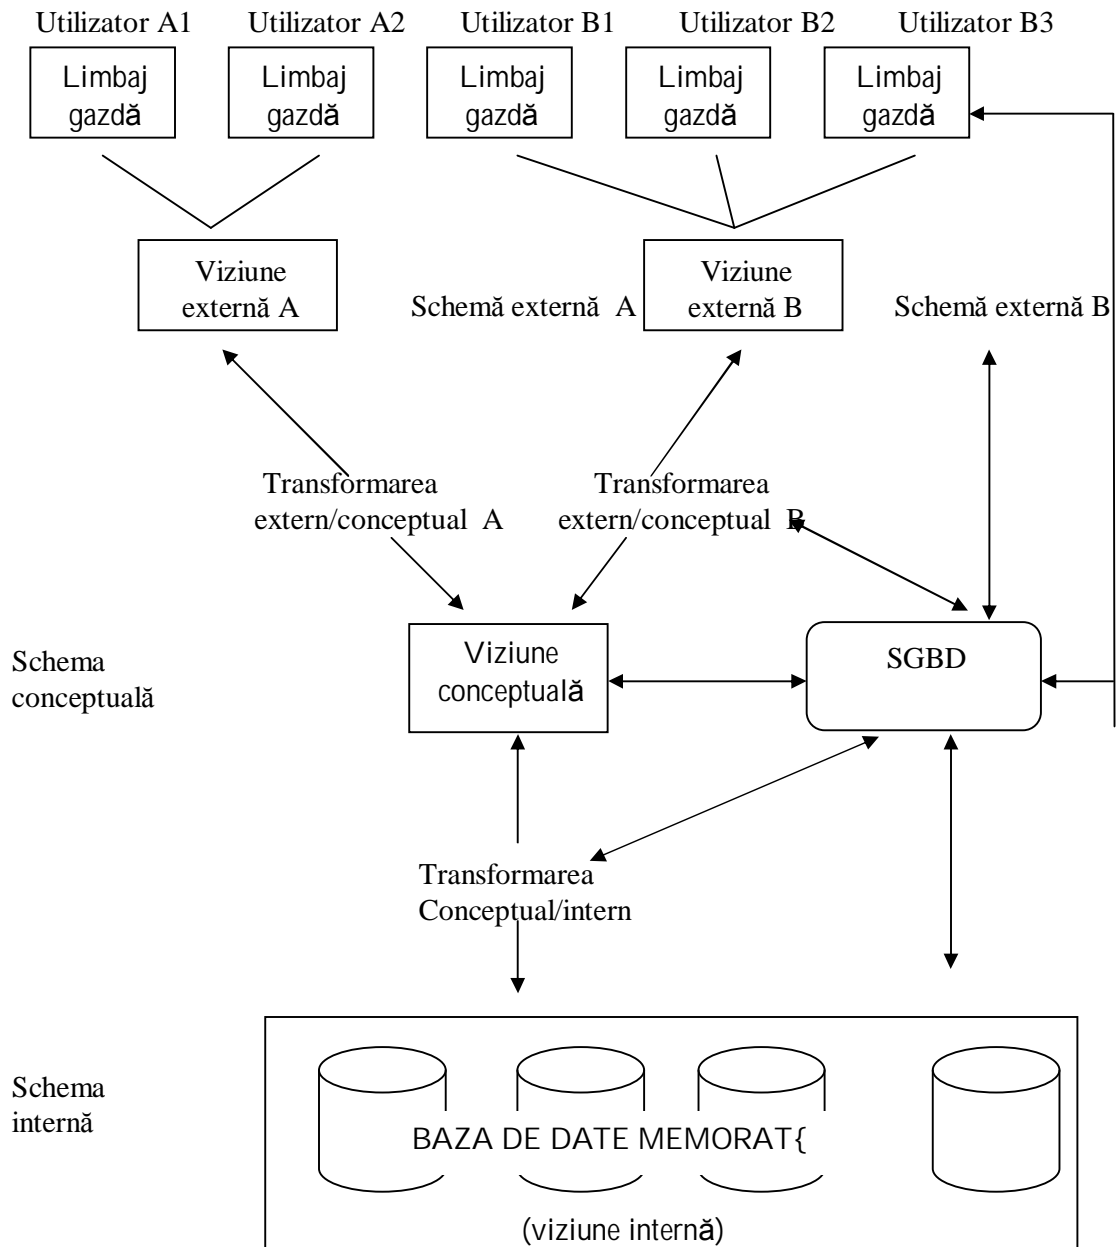 Utilizator A1 Utilizator A2 Utilizator B1 Utilizator B2 Utilizator B3
Limbaj gazdă
Limbaj gazdă
Limbaj gazdă
Limbaj gazdă
Limbaj gazdă
Viziune
externă A
Schemă externă A
Viziune
externă B
Schemă externă B
Transformarea
extern/conceptual A
Transformarea
extern/conceptual B
Schema
conceptuală
Viziune
conceptuală
SGBD
Transformarea
Conceptual/intern
Schema
internă
BAZA DE DATE MEMORAT{
(viziune internă)